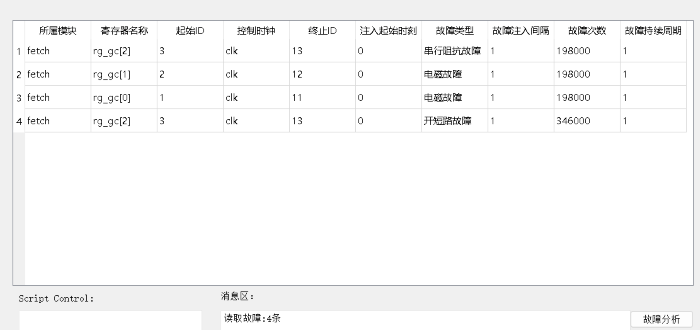 所属模块 寄存器名称 起始ID 控制时钟 终止ID 注入起始时刻 故障类型 故障注入间隔 故障次数 故障持续周期
1 fetch rg_gc[2] 3 clk 13 0 串行阻抗故障 1 198000 1
2 fetch rg_gc[1] 2 clk 12 0 电磁故障 1 198000 1
3 fetch rg_gc[0] 1 clk 11 0 电磁故障 1 198000 1
4 fetch rg_gc[2] 3 clk 13 0 开短路故障 1 346000 1
Script Control: 消息区：
读取故障:4条 故障分析